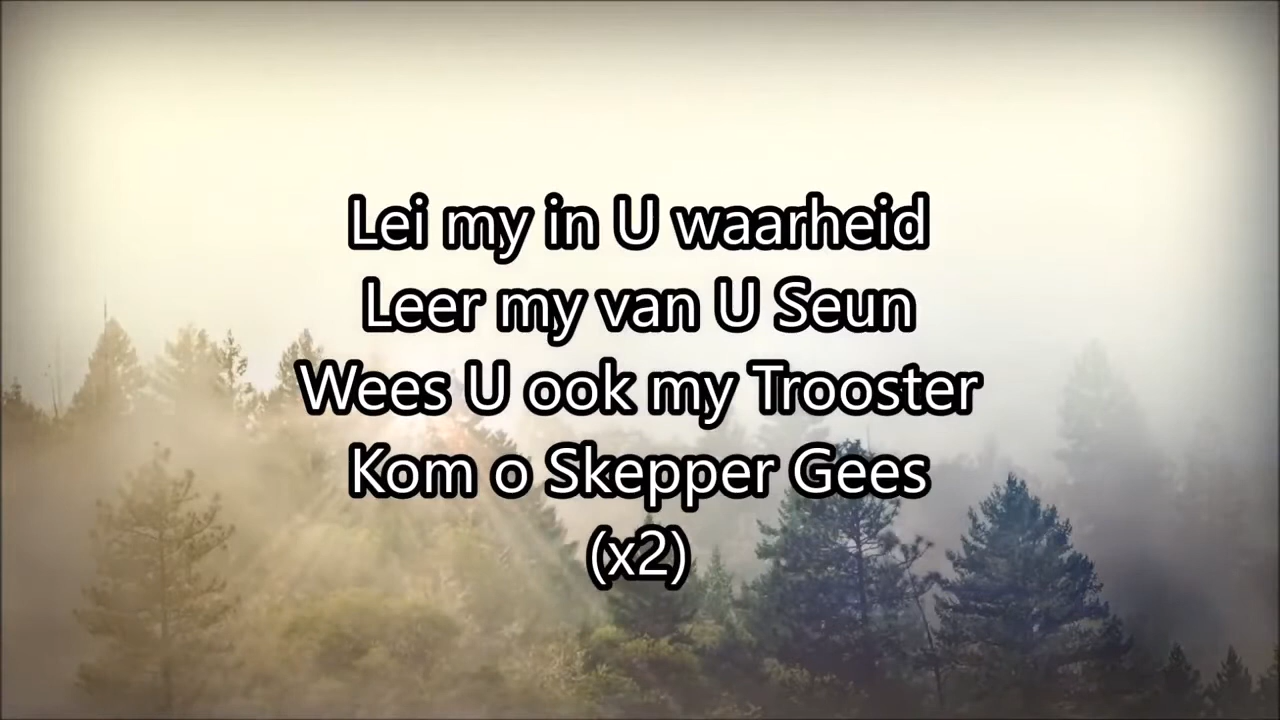 Lei my in U waarheid
Leer my van U Seun
Wees U ook my Trooster
Kom o Skepper Gees
(x2)